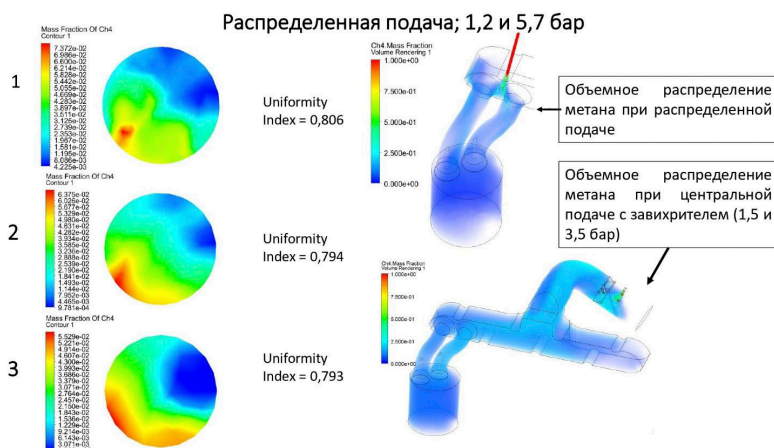 Распределенная подача; 1,2 и 5,7 бар
1
Mass Fraction Of Ch4
Contour 1
7.372e-02
6.986e-02
6.600e-02
6.214e-02
5.828e-02
5.442e-02
5.055e-02
4.669e-02
4.283e-02
3.897e-02
3.511e-02
3.125e-02
2.739e-02
2.353e-02
1.967e-02
1.581e-02
1.195e-02
8.086e-03
4.225e-03
Uniformity
Index = 0,806
2
Mass Fraction Of Ch4
Contour 1
6.375e-02
6.026e-02
5.677e-02
5.329e-02
4.980e-02
4.631e-02
4.282e-02
3.934e-02
3.585e-02
3.236e-02
2.888e-02
2.539e-02
2.190e-02
1.841e-02
1.493e-02
1.144e-02
7.952e-03
4.465e-03
9.781e-04
Uniformity
Index = 0,794
3
Mass Fraction Of Ch4
Contour 1
5.529e-02
5.221e-02
4.914e-02
4.607e-02
4.300e-02
3.993e-02
3.686e-02
3.379e-02
3.071e-02
2.764e-02
2.457e-02
2.150e-02
1.843e-02
1.536e-02
1.229e-02
9.214e-03
6.143e-03
3.071e-03
Uniformity
Index = 0,793
Ch4.Mass Fraction
Volume Rendering 1
1.000e+00
7.500e-01
5.000e-01
2.500e-01
0.000e+00
Объемное распределение
метана при распределенной
подаче
Объемное распределение
метана при центральной
подаче с завихрителем (1,5 и
3,5 бар)
Ch4.Mass Fraction
Volume Rendering 1
1.000e+00
7.500e-01
5.000e-01
2.500e-01
0.000e+00